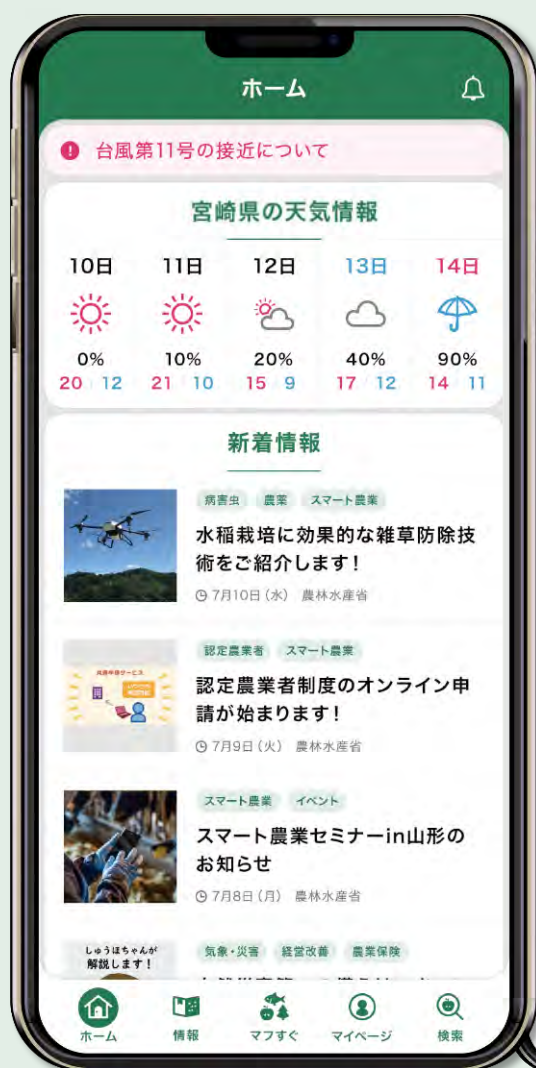 ホーム
台風第11号の接近について
宮崎県の天気情報
10日 11日 12日 13日 14日
0% 10% 20% 40% 90%
20 12 21 10 15 9 17 12 14 11
新着情報
病害虫 農薬 スマート農業
水稲栽培に効果的な雑草防除技
術をご紹介します!
7月10日(水) 農林水産省
認定農業者 スマート農業
認定農業者制度のオンライン申
請が始まります!
7月9日(火) 農林水産省
スマート農業 イベント
スマート農業セミナーin山形の
お知らせ
7月8日(月) 農林水産省
しゅうほちゃんが
解説します!
気象・災害 経営改善 農業保険
ホーム 情報 マフすぐ マイページ 検索